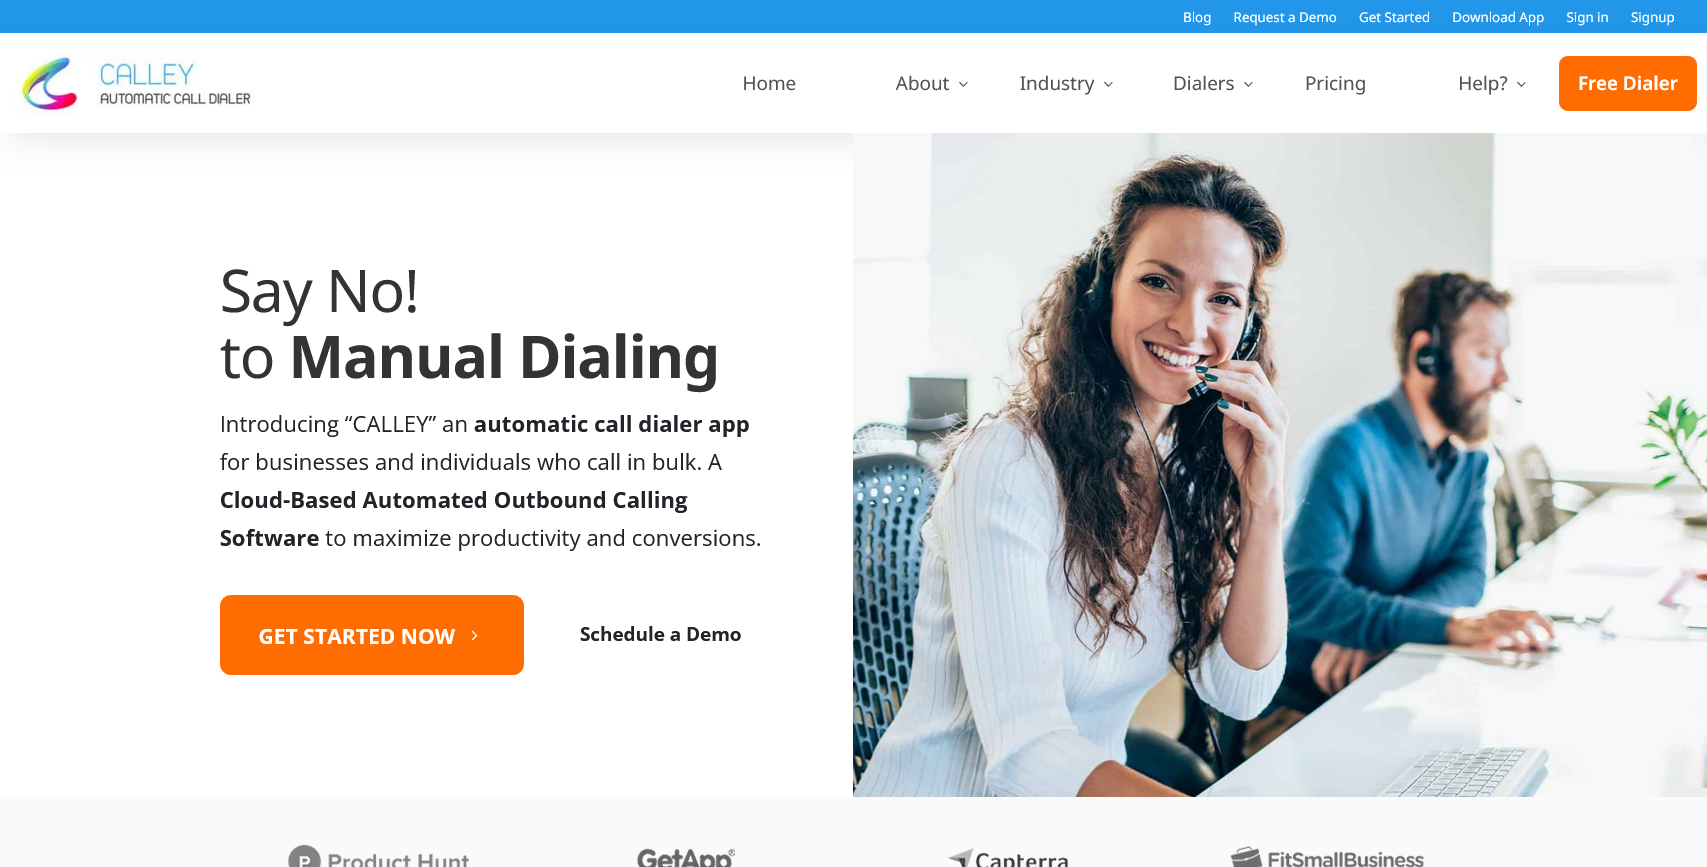 Blog Request a Demo Get Started Download App Sign in Signup
CALLEY
AUTOMATIC CALL DIALER
Home About Industry Dialers Pricing Help? Free Dialer
Say No!
to Manual Dialing
Introducing “CALLEY” an automatic call dialer app
for businesses and individuals who call in bulk. A
Cloud-Based Automated Outbound Calling
Software to maximize productivity and conversions.
GET STARTED NOW
Schedule a Demo
P Product Hunt GetApp® Capterra FitSmallBusiness